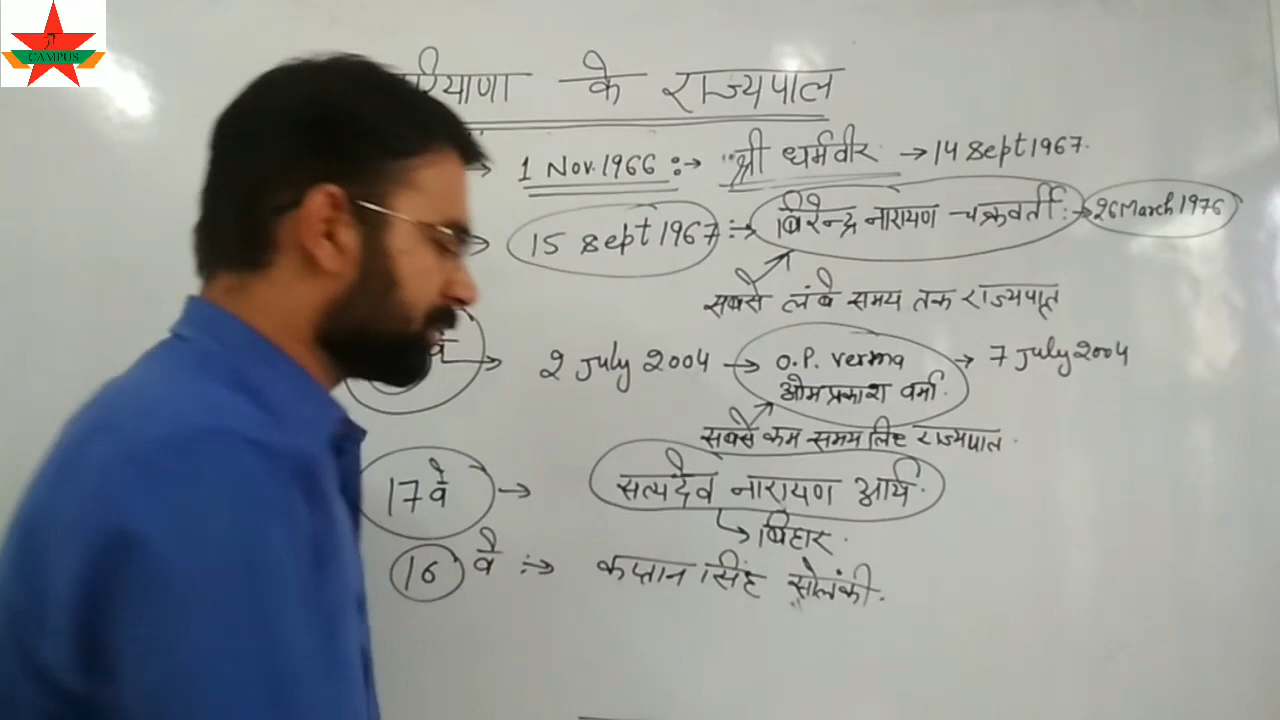 CAMPUS
रियाणा के राज्यपाल
→ 1 Nov. 1966 :→ "श्री धर्मवीर → 14 Sept 1967.
→ 15 Sept 1967 :→ बिरेन्द्र नारायण चक्रवर्ती :→ 26 March 1976
सबसे लंबे समय तक राज्यपाल
वें → 2 July 2004 → O.P. verma → 7 July 2004
ओमप्रकाश वर्मा.
सबसे कम समय लिए राज्यपाल.
17वें → सत्यदेव नारायण आर्य.
↳ बिहार.
16 वें :→ कप्तान सिंह सोलंकी.